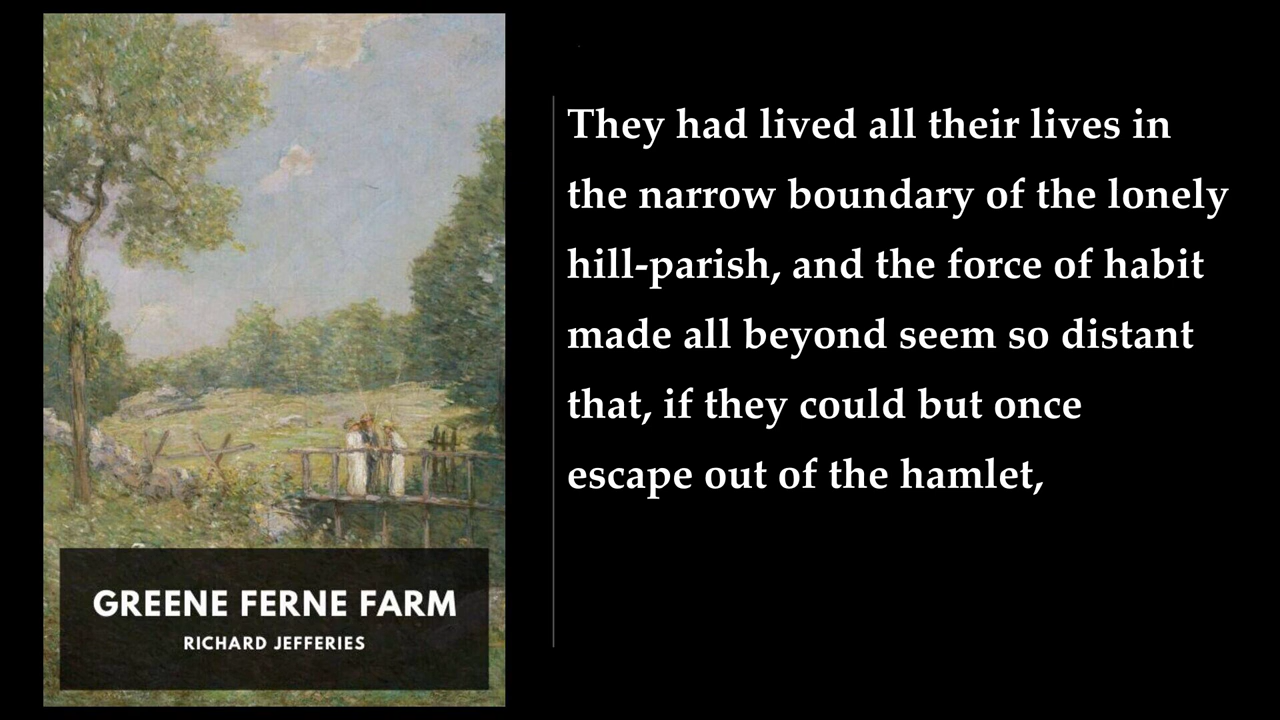 They had lived all their lives in
the narrow boundary of the lonely
hill-parish, and the force of habit
made all beyond seem so distant
that, if they could but once
escape out of the hamlet,
GREENE FERNE FARM
RICHARD JEFFERIES